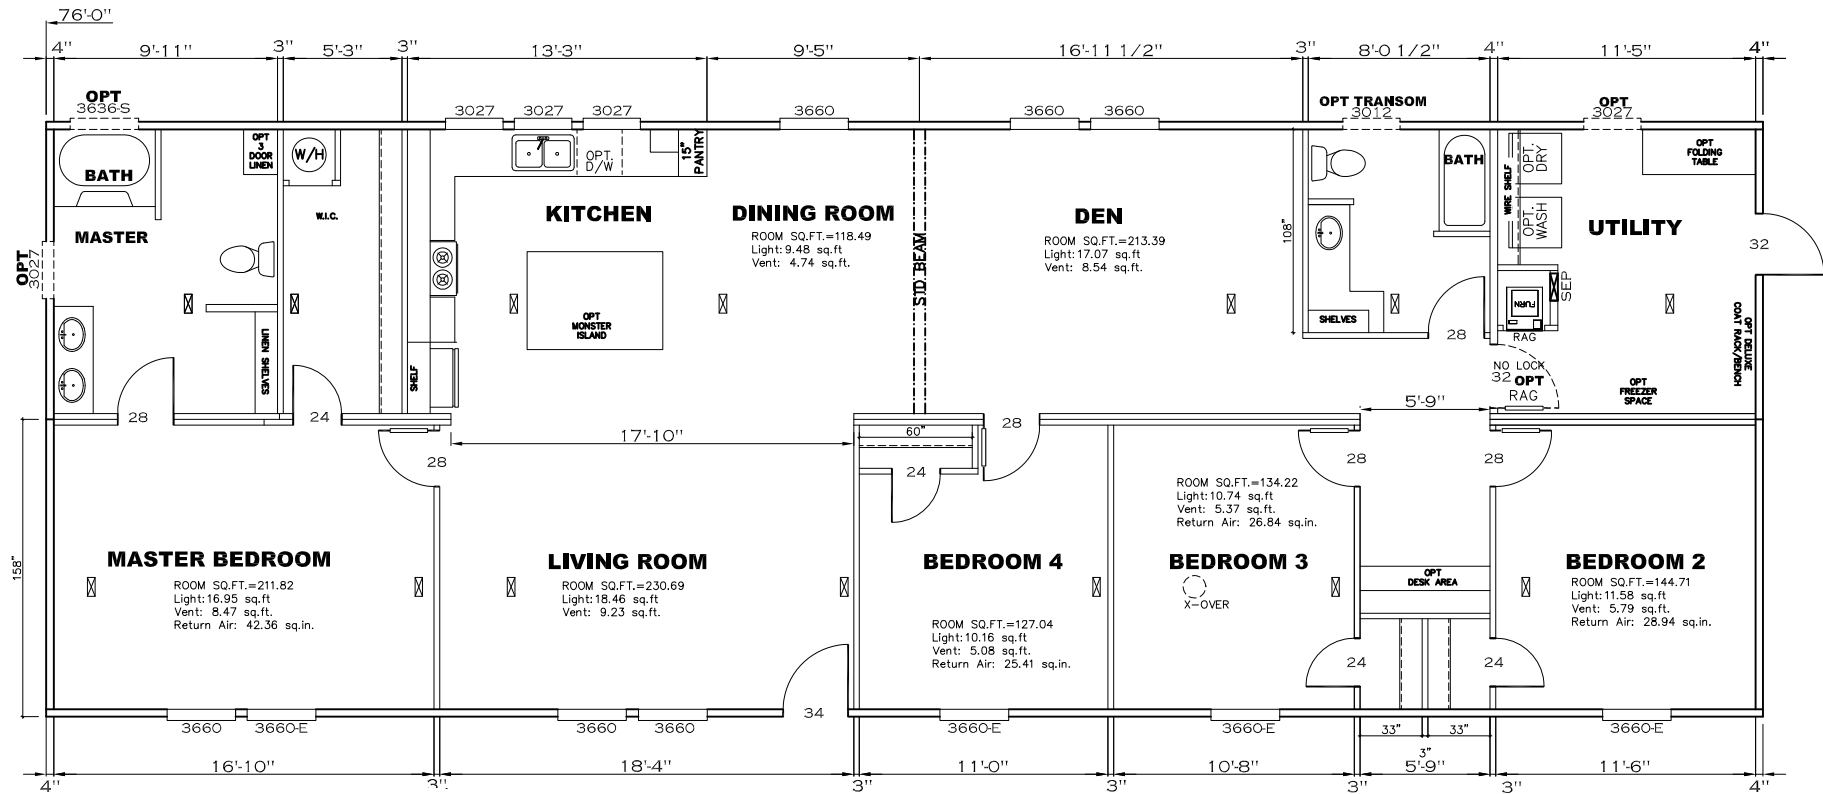 76'-0"
4"
9'-11"
3"
5'-3"
3"
13'-3"
9'-5"
16'-11 1/2"
3"
8'-0 1/2"
4"
11'-5"
4"
OPT
3636-S
3027
3027
3027
3660
3660
3660
OPT TRANSOM
3012
OPT
3027
BATH
OPT
3
DOOR
LINEN
W/H
W.I.C.
OPT.
D/W
15"
PANTRY
BATH
WIRE SHELF
OPT.
DRY
OPT.
WASH
OPT
FOLDING
TABLE
MASTER
OPT
3027
KITCHEN
DINING ROOM
ROOM SQ.FT.=118.49
Light: 9.48 sq.ft
Vent: 4.74 sq.ft.
STD BEAM
DEN
ROOM SQ.FT.=213.39
Light: 17.07 sq.ft
Vent: 8.54 sq.ft.
108"
UTILITY
32
SEP
FURN
RAG
OPT
MONSTER
ISLAND
SHELVES
28
LINEN SHELVES
SHELF
NO LOCK
32
OPT
RAG
OPT
FREEZER
SPACE
OPT DELUXE
COAT RACK/BENCH
28
24
17'-10"
60"
28
5'-9"
28
24
28
28
158"
MASTER BEDROOM
ROOM SQ.FT.=211.82
Light: 16.95 sq.ft
Vent: 8.47 sq.ft.
Return Air: 42.36 sq.in.
LIVING ROOM
ROOM SQ.FT.=230.69
Light: 18.46 sq.ft
Vent: 9.23 sq.ft.
BEDROOM 4
ROOM SQ.FT.=127.04
Light: 10.16 sq.ft
Vent: 5.08 sq.ft.
Return Air: 25.41 sq.in.
ROOM SQ.FT.=134.22
Light: 10.74 sq.ft
Vent: 5.37 sq.ft.
Return Air: 26.84 sq.in.
BEDROOM 3
X-OVER
OPT
DESK AREA
BEDROOM 2
ROOM SQ.FT.=144.71
Light: 11.58 sq.ft
Vent: 5.79 sq.ft.
Return Air: 28.94 sq.in.
24
24
34
3660
3660-E
3660
3660
3660-E
3660-E
3660-E
33"
33"
3"
4"
16'-10"
3"
18'-4"
3"
11'-0"
3"
10'-8"
3"
5'-9"
3"
11'-6"
4"